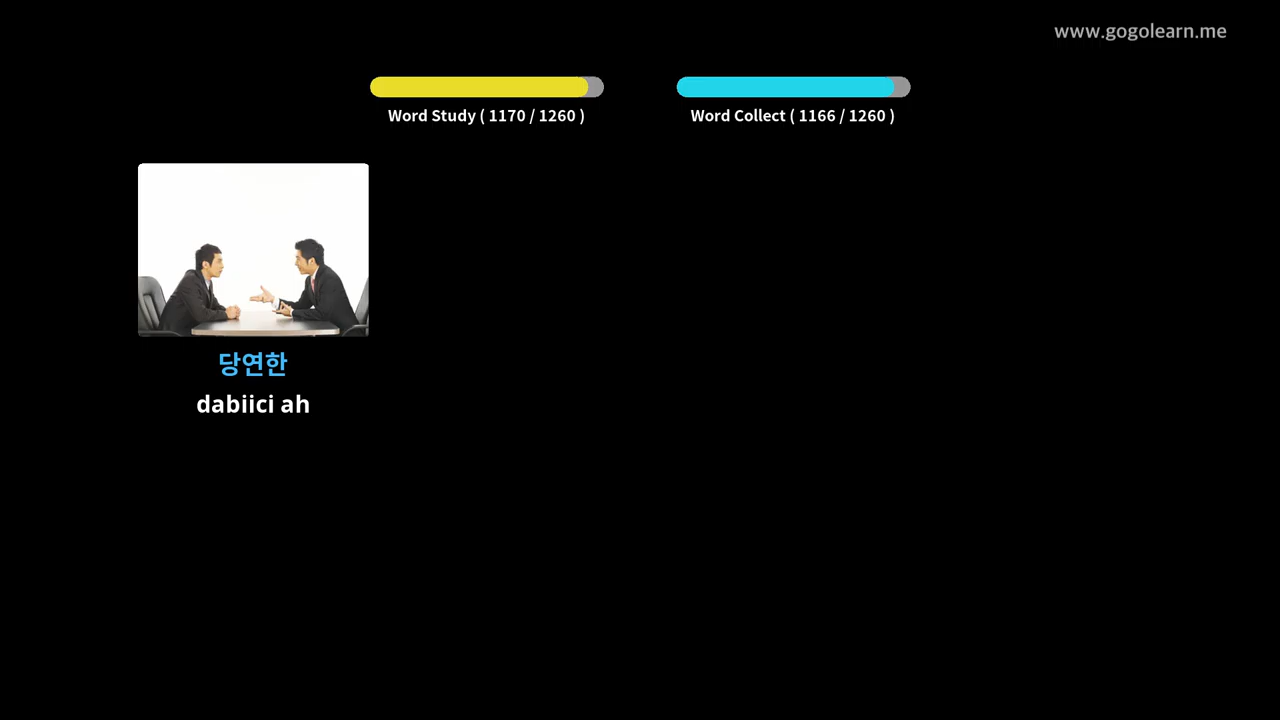 www.gogolearn.me
Word Study ( 1170 / 1260 )
Word Collect ( 1166 / 1260 )
당연한
dabiici ah